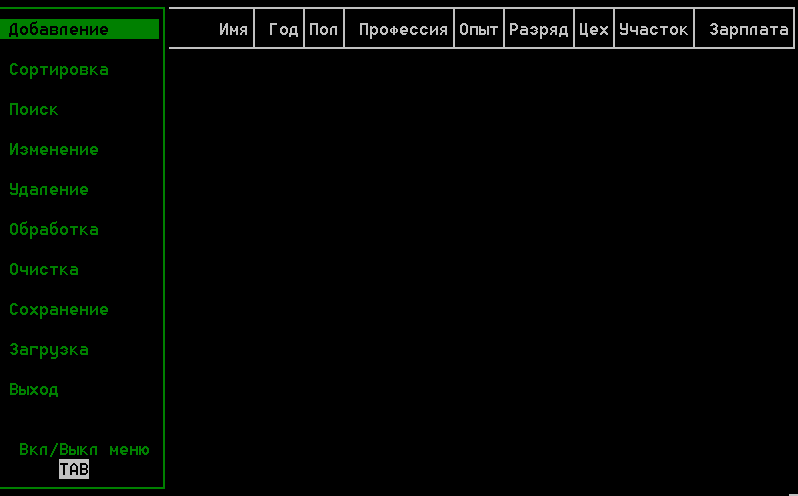 Добавление
Сортировка
Поиск
Изменение
Удаление
Обработка
Очистка
Сохранение
Загрузка
Выход
Вкл/Выкл меню
TAB
Имя Год Пол Профессия Опыт Разряд Цех Участок Зарплата